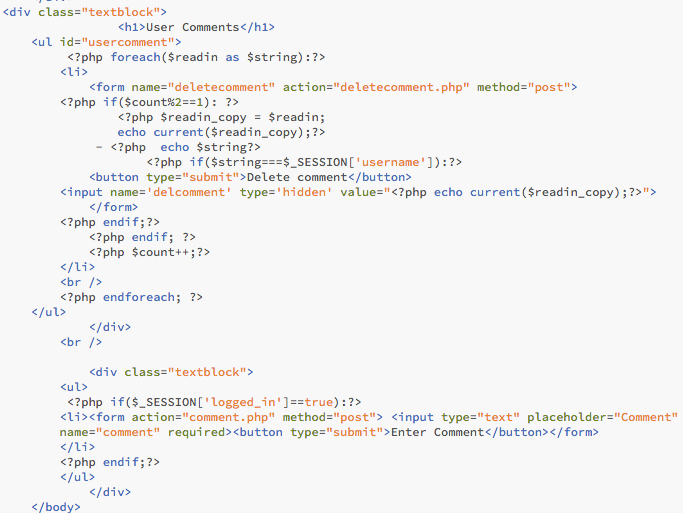 <div class="textblock">
<h1>User Comments</h1>
<ul id="usercomment">
<?php foreach($readin as $string):?>
<li>
<form name="deletecomment" action="deletecomment.php" method="post">
<?php if($count%2==1): ?>
<?php $readin_copy = $readin;
echo current($readin_copy);?>
- <?php  echo $string?>
<?php if($string===$_SESSION['username']):?>
<button type="submit">Delete comment</button>
<input name='delcomment' type='hidden' value="<?php echo current($readin_copy);?>">
</form>
<?php endif;?>
<?php endif; ?>
<?php $count++;?>
</li>
<br />
<?php endforeach; ?>
</ul>
</div>
<br />
<div class="textblock">
<ul>
<?php if($_SESSION['logged_in']==true):?>
<li><form action="comment.php" method="post"> <input type="text" placeholder="Comment"
name="comment" required><button type="submit">Enter Comment</button></form>
</li>
<?php endif;?>
</ul>
</div>
</body>